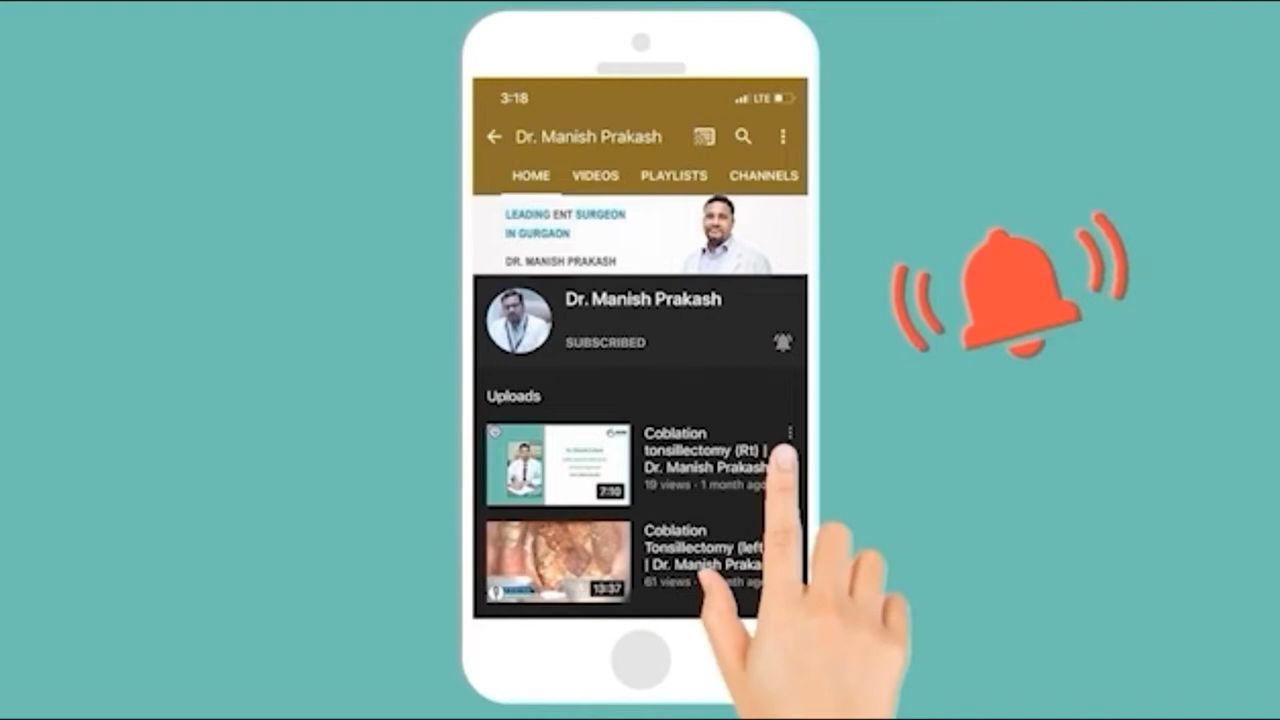 3:18
LTE
Dr. Manish Prakash
HOME VIDEOS PLAYLISTS CHANNELS
LEADING ENT SURGEON
IN GURGAON
DR. MANISH PRAKASH
Dr. Manish Prakash
SUBSCRIBED
Uploads
Coblation
tonsillectomy (Rt) |
Dr. Manish Prakash
19 views · 1 month ago
7:10
Coblation
Tonsillectomy (left
| Dr. Manish Praka
61 views ·
13:37